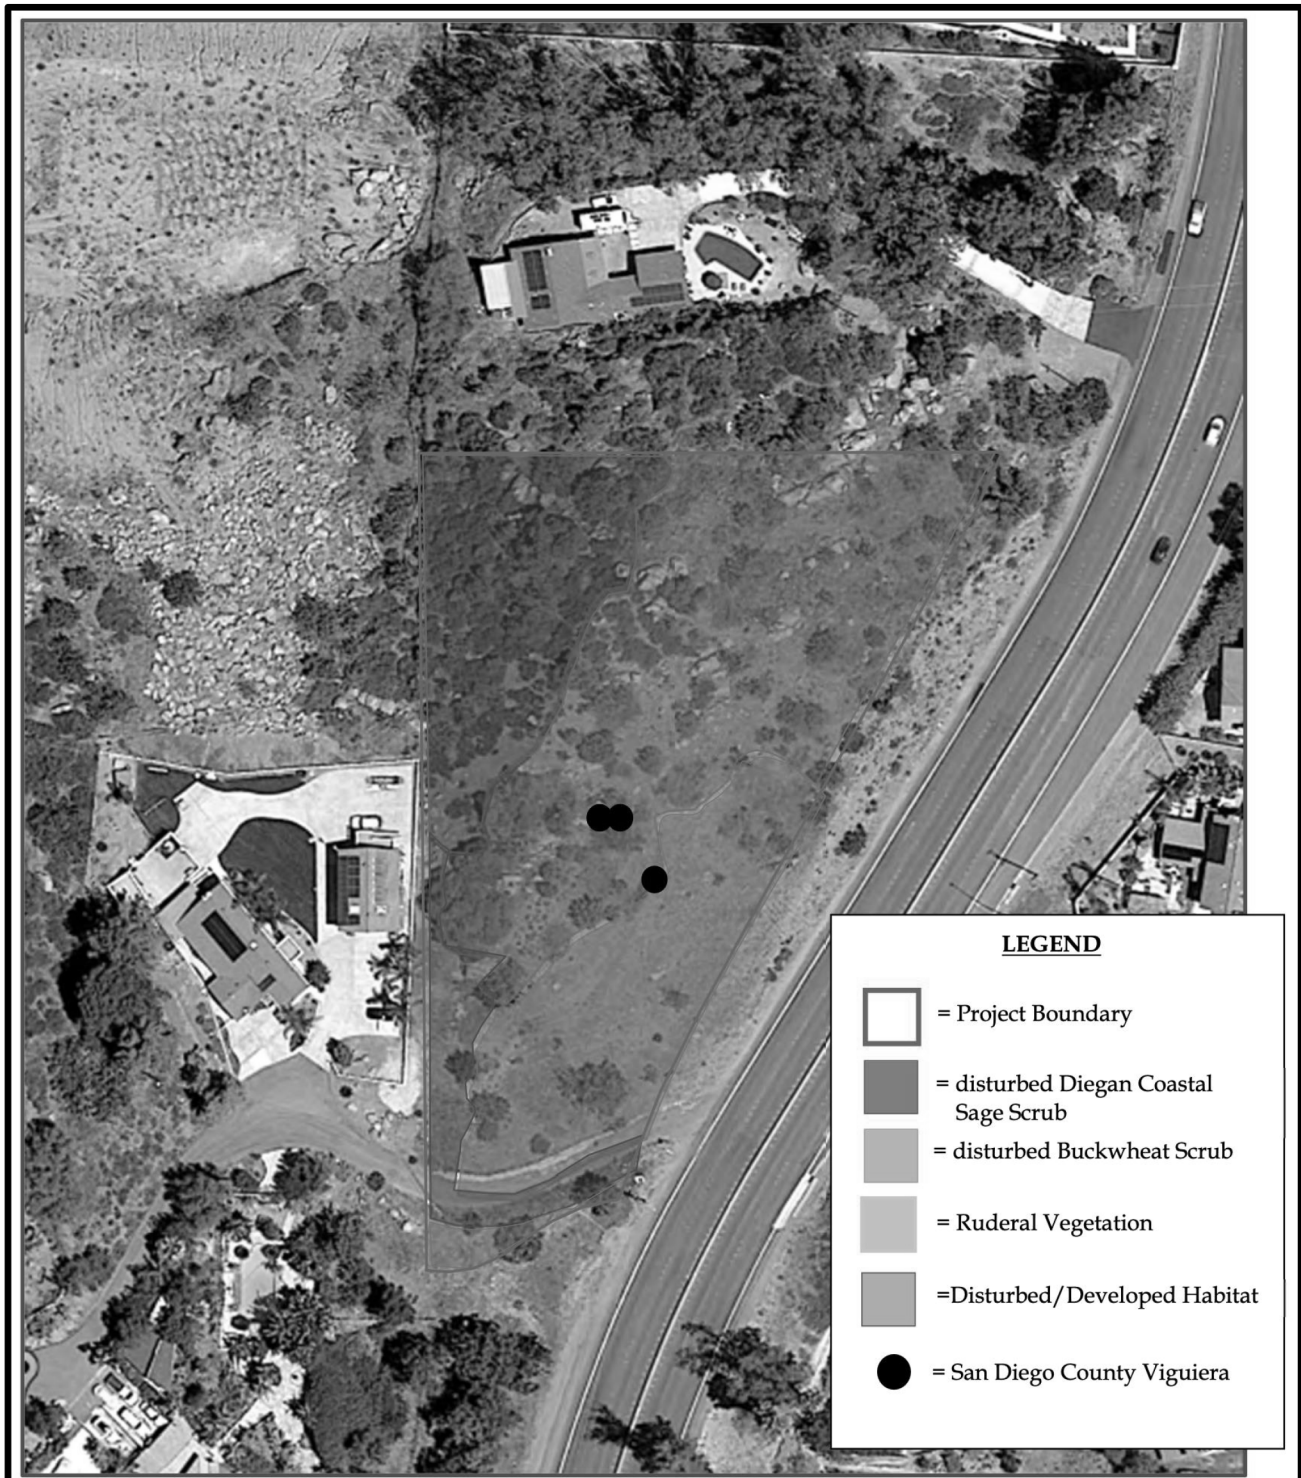 LEGEND
= Project Boundary
= disturbed Diegan Coastal
Sage Scrub
= disturbed Buckwheat Scrub
= Ruderal Vegetation
=Disturbed/Developed Habitat
= San Diego County Viguiera